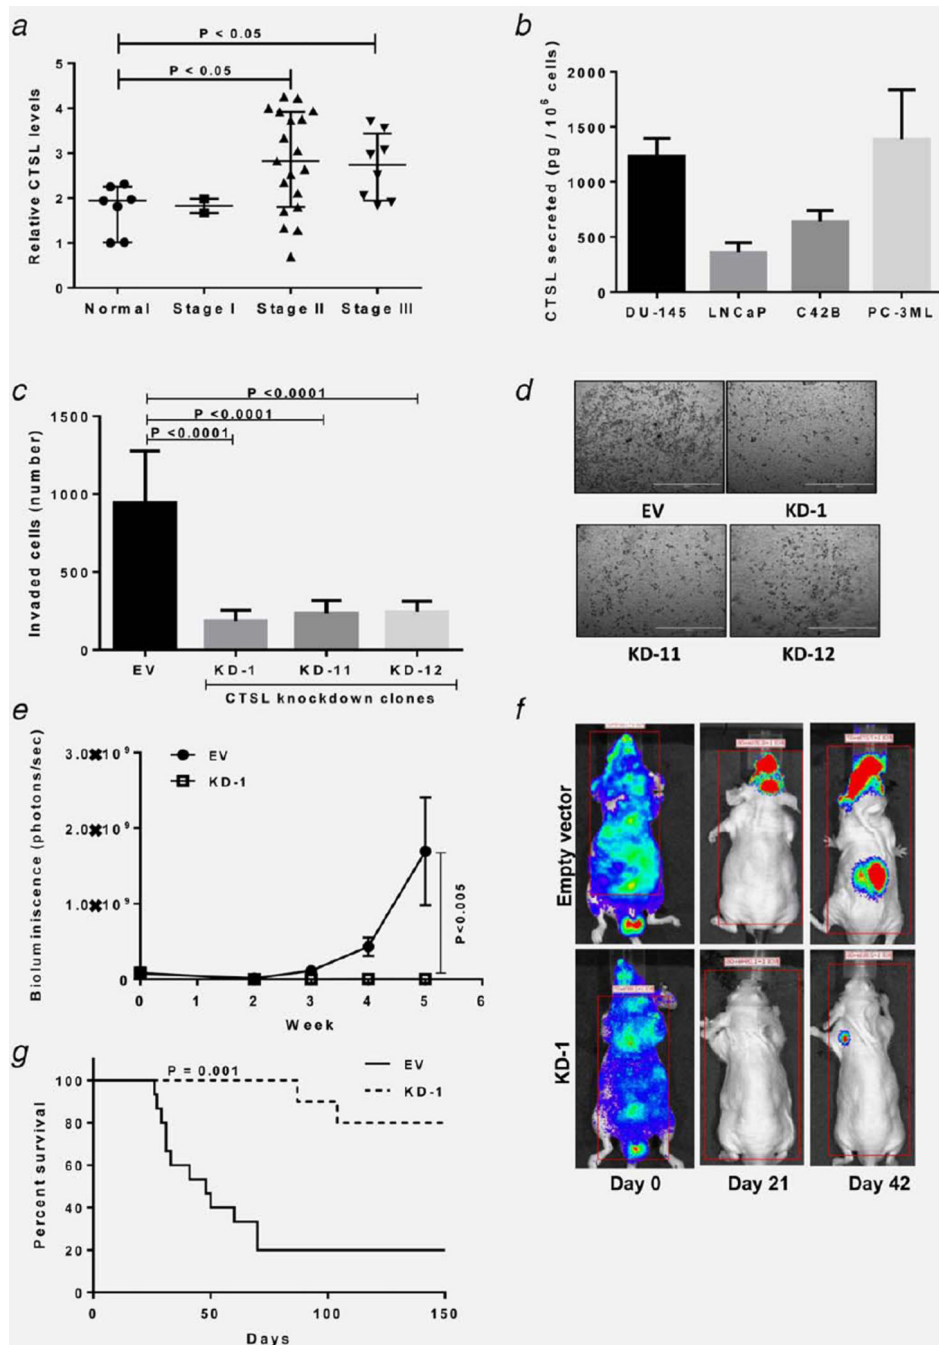 a
P < 0.05
P < 0.05
Relative CTSL levels
5
4
3
2
1
0
Normal Stage I Stage II Stage III
b
CTSL secreted (pg / 10⁶ cells)
2000
1500
1000
500
0
DU-145 LNCaP C42B PC-3ML
c
P <0.0001
P <0.0001
P <0.0001
Invaded cells (number)
1500
1000
500
0
EV KD-1 KD-11 KD-12
CTSL knockdown clones
d
EV KD-1
KD-11 KD-12
e
EV
KD-1
Bioluminiscence (photons/sec)
3.0✖10⁹
2.0✖10⁹
1.0✖10⁹
0
P<0.005
0 1 2 3 4 5 6
Week
f
Empty vector
KD-1
Day 0 Day 21 Day 42
g
P = 0.001
EV
KD-1
Percent survival
100
80
60
40
20
0
0 50 100 150
Days